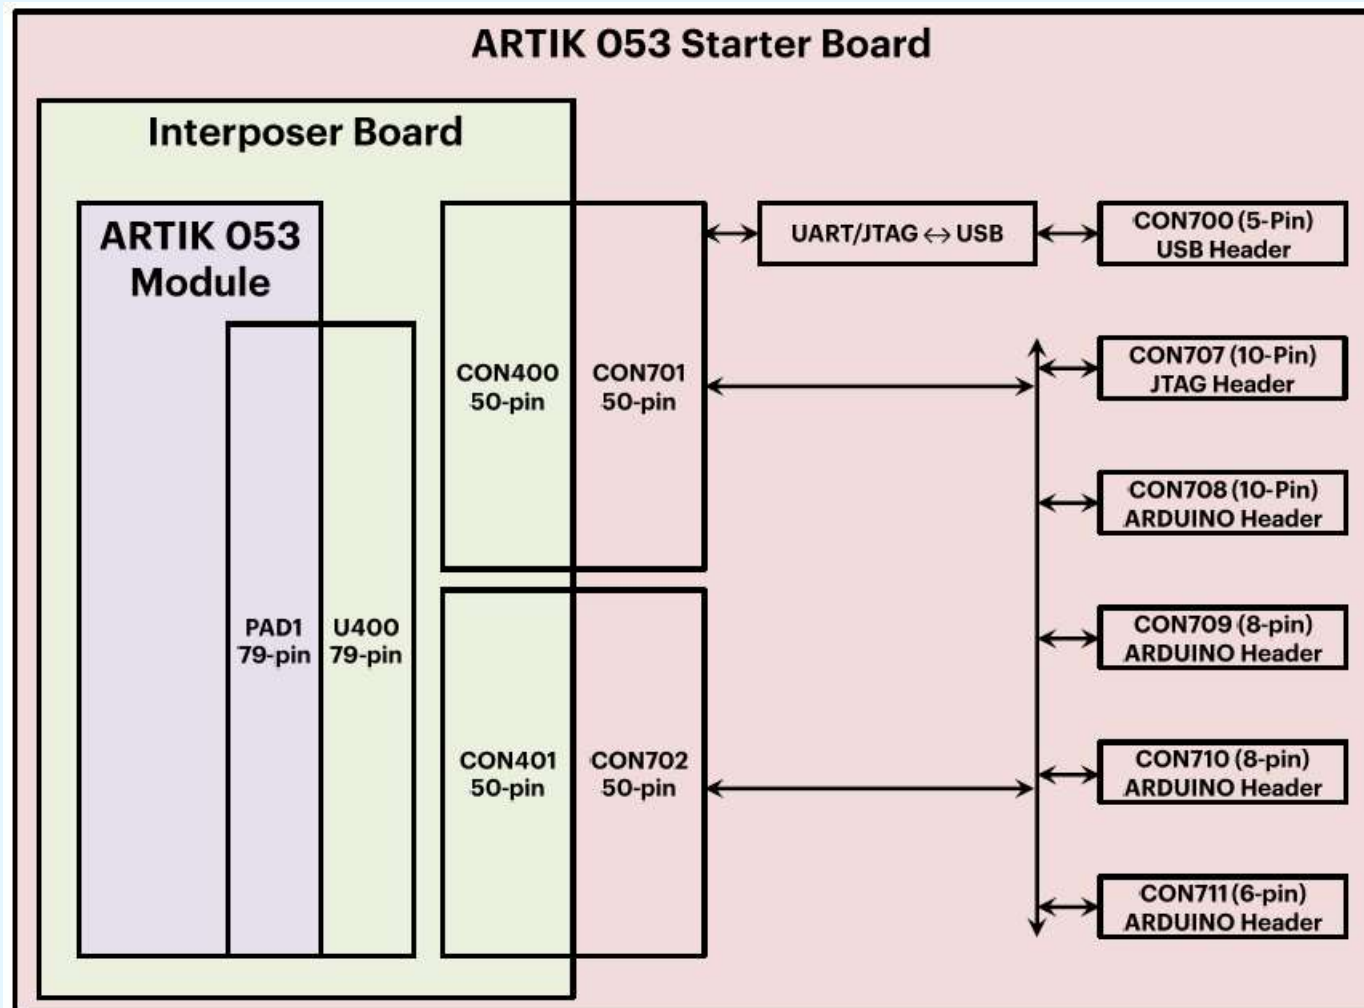 ARTIK 053 Starter Board
Interposer Board
ARTIK 053
Module
PAD1
79-pin
U400
79-pin
CON400
50-pin
CON701
50-pin
CON401
50-pin
CON702
50-pin
UART/JTAG ↔ USB
CON700 (5-Pin)
USB Header
CON707 (10-Pin)
JTAG Header
CON708 (10-Pin)
ARDUINO Header
CON709 (8-pin)
ARDUINO Header
CON710 (8-pin)
ARDUINO Header
CON711 (6-pin)
ARDUINO Header